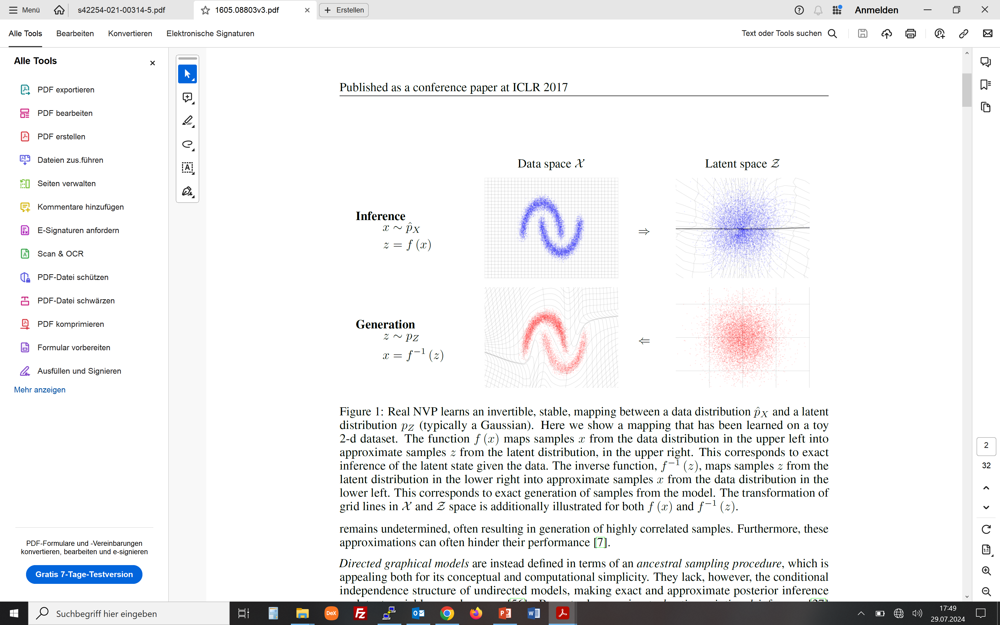 Menü
s42254-021-00314-5.pdf
1605.08803v3.pdf
Erstellen
Anmelden
Alle Tools
Bearbeiten
Konvertieren
Elektronische Signaturen
Text oder Tools suchen
Alle Tools
PDF exportieren
PDF bearbeiten
PDF erstellen
Dateien zus.führen
Seiten verwalten
Kommentare hinzufügen
E-Signaturen anfordern
Scan & OCR
PDF-Datei schützen
PDF-Datei schwärzen
PDF komprimieren
Formular vorbereiten
Ausfüllen und Signieren
Mehr anzeigen
PDF-Formulare und -Vereinbarungen
konvertieren, bearbeiten und e-signieren
Gratis 7-Tage-Testversion
Published as a conference paper at ICLR 2017
Data space 𝒳
Latent space 𝒵
Inference
x ∼ p̂_X
z = f (x)
⇒
Generation
z ∼ p_Z
x = f⁻¹ (z)
⇐
Figure 1: Real NVP learns an invertible, stable, mapping between a data distribution p̂_X and a latent
distribution p_Z (typically a Gaussian). Here we show a mapping that has been learned on a toy
2-d dataset. The function f (x) maps samples x from the data distribution in the upper left into
approximate samples z from the latent distribution, in the upper right. This corresponds to exact
inference of the latent state given the data. The inverse function, f⁻¹ (z), maps samples z from the
latent distribution in the lower right into approximate samples x from the data distribution in the
lower left. This corresponds to exact generation of samples from the model. The transformation of
grid lines in 𝒳 and 𝒵 space is additionally illustrated for both f (x) and f⁻¹ (z).
remains undetermined, often resulting in generation of highly correlated samples. Furthermore, these
approximations can often hinder their performance [7].
Directed graphical models are instead defined in terms of an ancestral sampling procedure, which is
appealing both for its conceptual and computational simplicity. They lack, however, the conditional
independence structure of undirected models, making exact and approximate posterior inference
2
32
1:1
Suchbegriff hier eingeben
DeX
17:49
29.07.2024